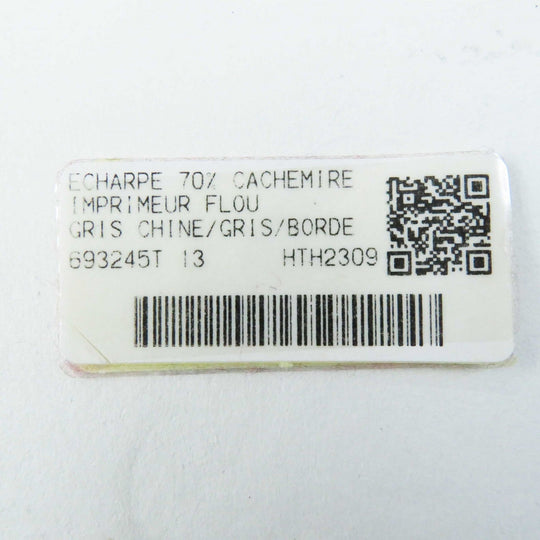 ECHARPE 70% CACHEMIRE
IMPRIMEUR FLOU
GRIS CHINE/GRIS/BORDE
693245T 13 HTH2309